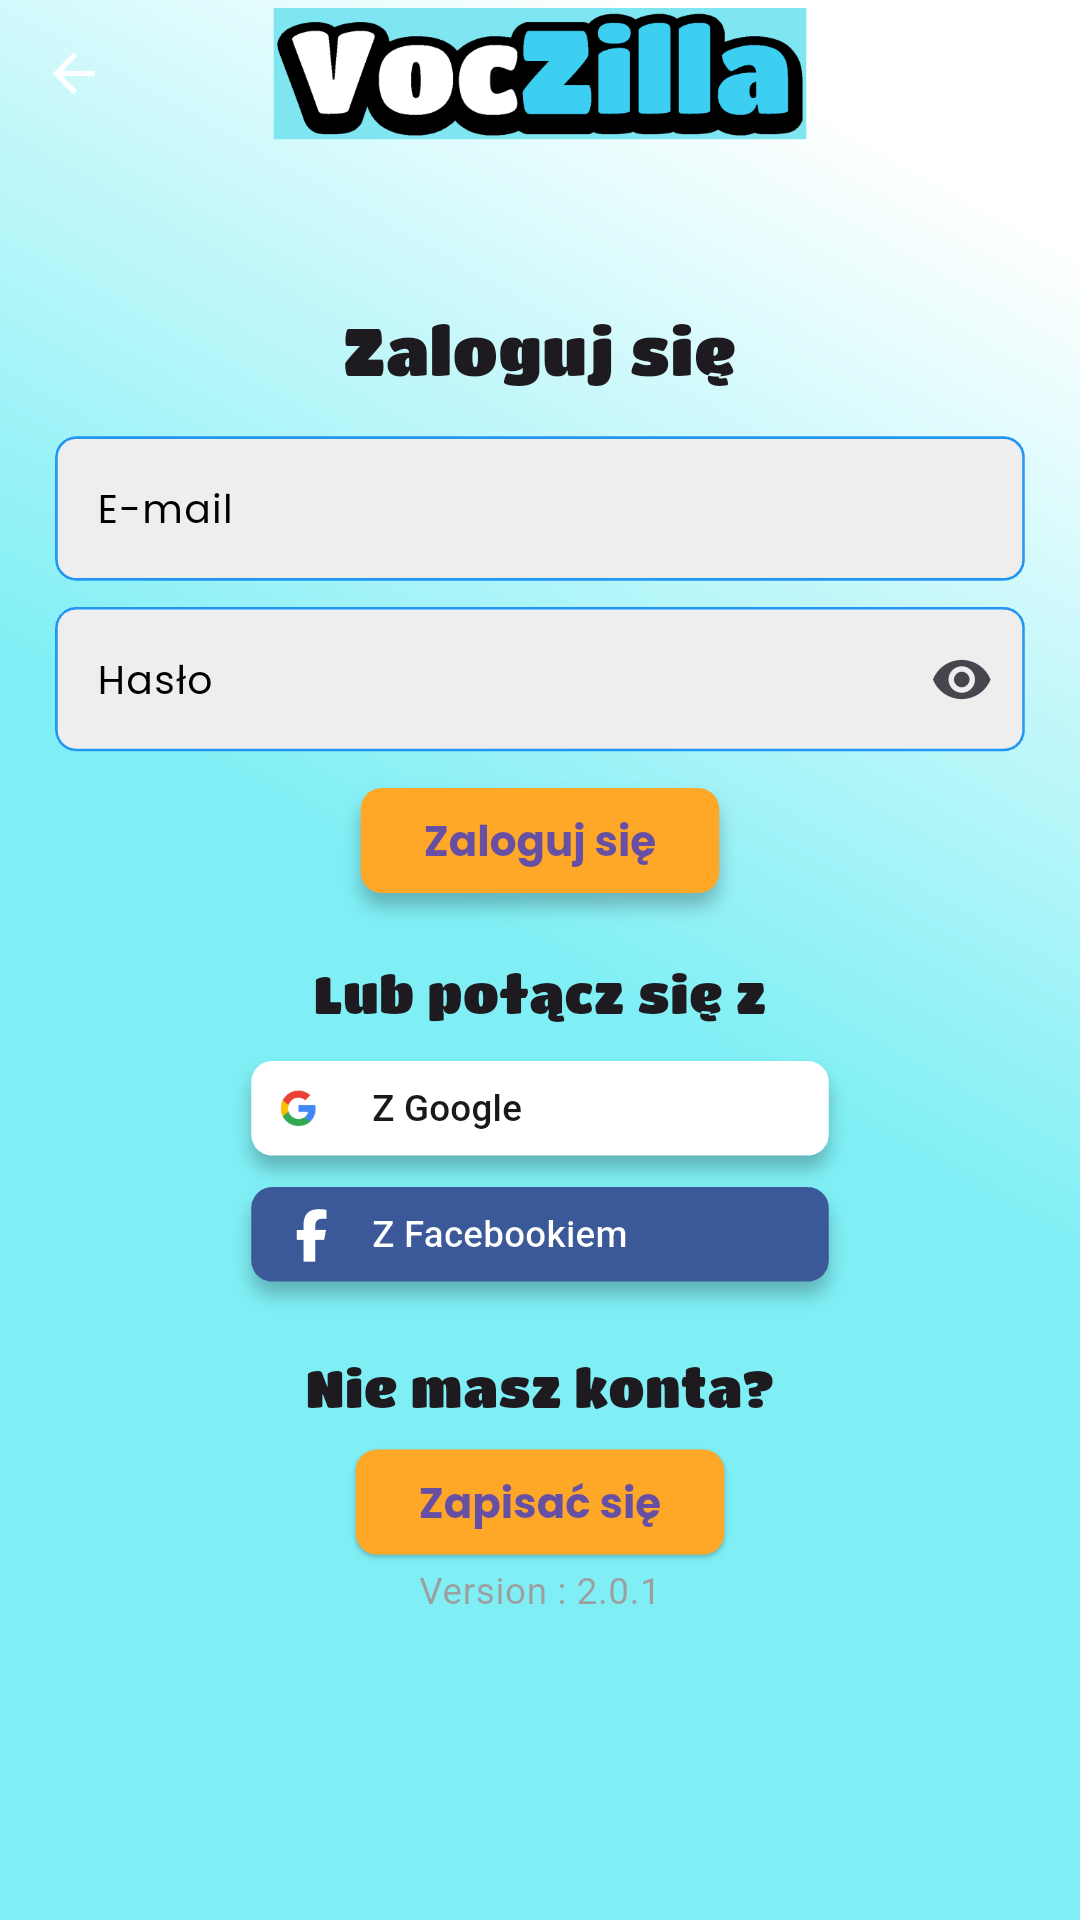 VocZilla
Zaloguj się
E-mail
Hasło
Zaloguj się
Lub połącz się z
Z Google
Z Facebookiem
Nie masz konta?
Zapisać się
Version : 2.0.1